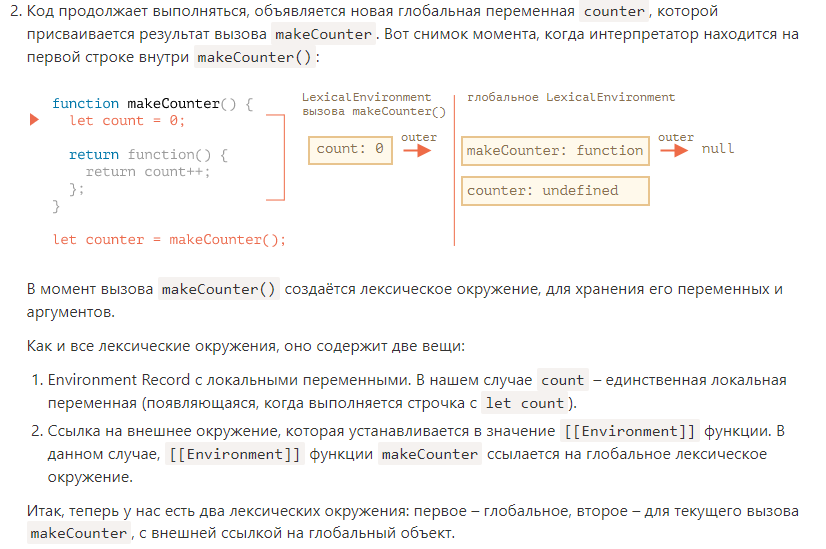 2. Код продолжает выполняться, объявляется новая глобальная переменная counter, которой
присваивается результат вызова makeCounter. Вот снимок момента, когда интерпретатор находится на
первой строке внутри makeCounter():
function makeCounter() {
let count = 0;
return function() {
return count++;
};
}
let counter = makeCounter();
LexicalEnvironment
вызова makeCounter()
count: 0
outer
глобальное LexicalEnvironment
makeCounter: function
counter: undefined
outer
null
В момент вызова makeCounter() создаётся лексическое окружение, для хранения его переменных и
аргументов.
Как и все лексические окружения, оно содержит две вещи:
1. Environment Record с локальными переменными. В нашем случае count – единственная локальная
переменная (появляющаяся, когда выполняется строчка с let count).
2. Ссылка на внешнее окружение, которая устанавливается в значение [[Environment]] функции. В
данном случае, [[Environment]] функции makeCounter ссылается на глобальное лексическое
окружение.
Итак, теперь у нас есть два лексических окружения: первое – глобальное, второе – для текущего вызова
makeCounter, с внешней ссылкой на глобальный объект.